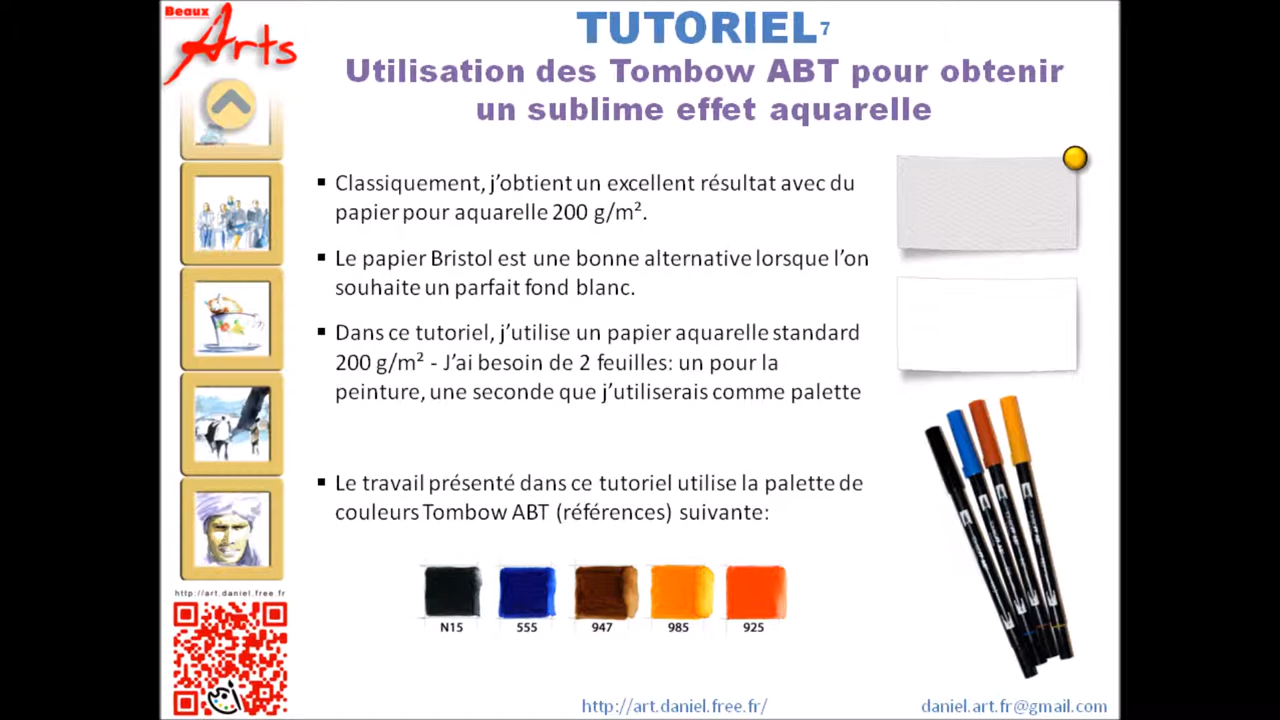 Beaux
Arts
TUTORIEL7
Utilisation des Tombow ABT pour obtenir
un sublime effet aquarelle
▪ Classiquement, j’obtient un excellent résultat avec du
papier pour aquarelle 200 g/m².
▪ Le papier Bristol est une bonne alternative lorsque l’on
souhaite un parfait fond blanc.
▪ Dans ce tutoriel, j’utilise un papier aquarelle standard
200 g/m² - J’ai besoin de 2 feuilles: un pour la
peinture, une seconde que j’utiliserais comme palette
▪ Le travail présenté dans ce tutoriel utilise la palette de
couleurs Tombow ABT (références) suivante:
N15 555 947 985 925
http://art.daniel.free.fr
http://art.daniel.free.fr/ daniel.art.fr@gmail.com